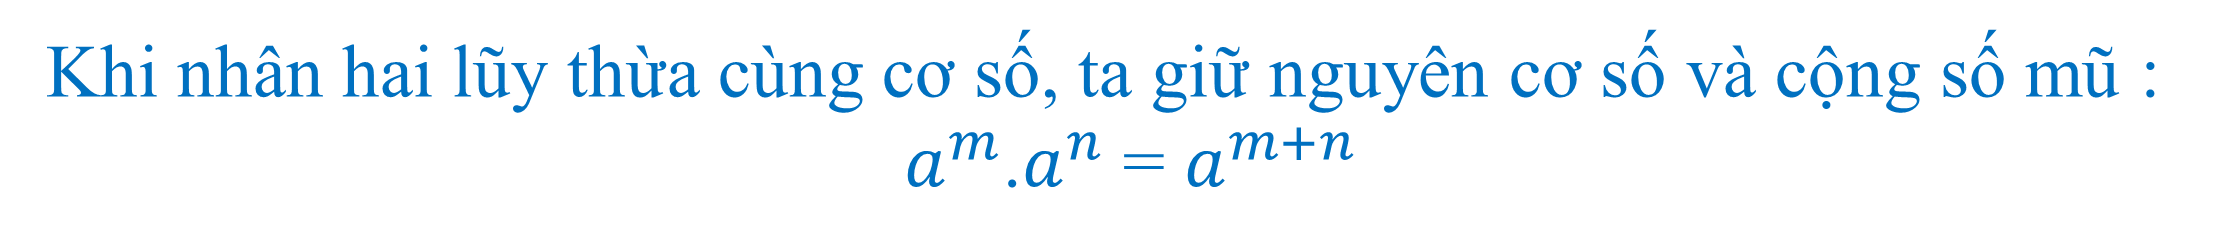 Khi nhân hai lũy thừa cùng cơ số, ta giữ nguyên cơ số và cộng số mũ :
$a^m.a^n = a^{m+n}$